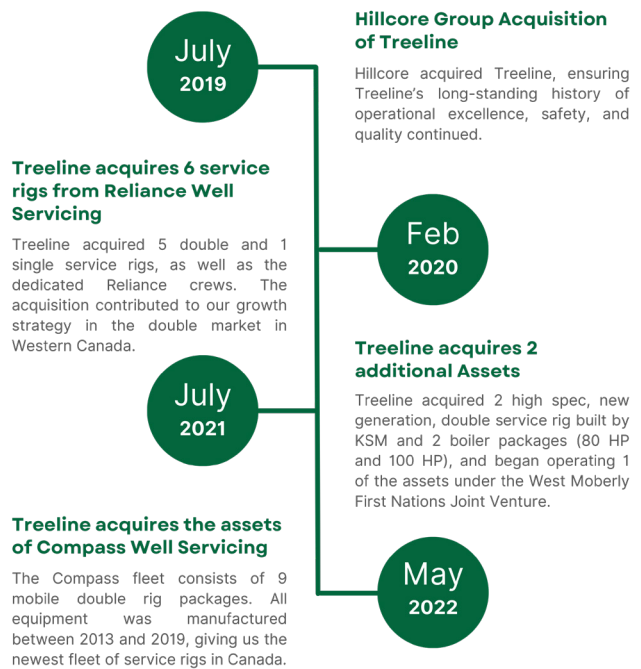 July
2019
Hillcore Group Acquisition
of Treeline
Hillcore acquired Treeline, ensuring
Treeline's long-standing history of
operational excellence, safety, and
quality continued.
Treeline acquires 6 service
rigs from Reliance Well
Servicing
Treeline acquired 5 double and 1
single service rigs, as well as the
dedicated Reliance crews. The
acquisition contributed to our growth
strategy in the double market in
Western Canada.
Feb
2020
July
2021
Treeline acquires 2
additional Assets
Treeline acquired 2 high spec, new
generation, double service rig built by
KSM and 2 boiler packages (80 HP
and 100 HP), and began operating 1
of the assets under the West Moberly
First Nations Joint Venture.
Treeline acquires the assets
of Compass Well Servicing
The Compass fleet consists of 9
mobile double rig packages. All
equipment was manufactured
between 2013 and 2019, giving us the
newest fleet of service rigs in Canada.
May
2022